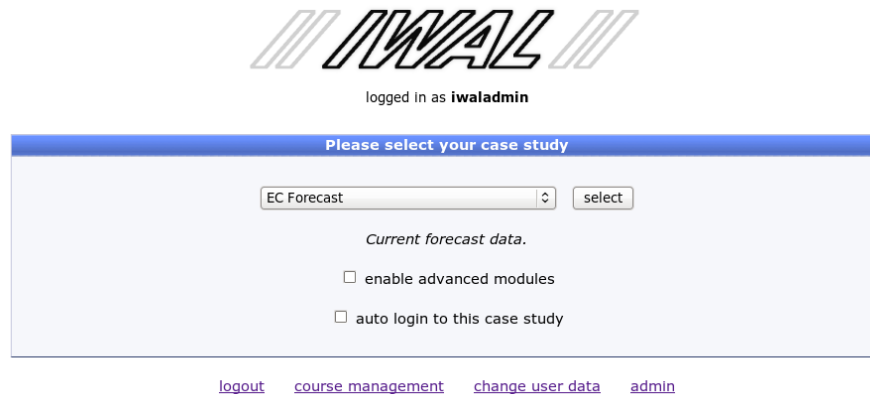 // IWAL //
logged in as iwaladmin
Please select your case study
EC Forecast select
Current forecast data.
enable advanced modules
auto login to this case study
logout course management change user data admin